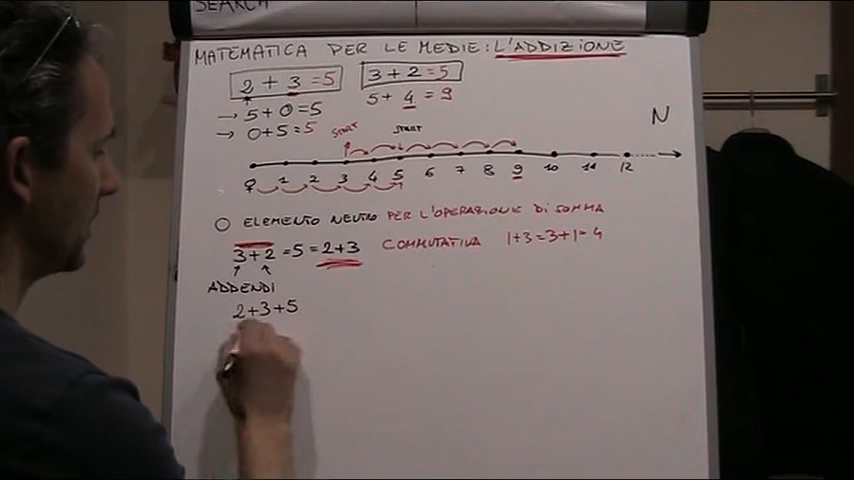 SEARCH
MATEMATICA PER LE MEDIE: L'ADDIZIONE
2 + 3 = 5 3 + 2 = 5
→ 5 + 0 = 5 5 + 4 = 9
→ 0 + 5 = 5
START START N
0 1 2 3 4 5 6 7 8 9 10 11 12
O ELEMENTO NEUTRO PER L'OPERAZIONE DI SOMMA
3+2 = 5 = 2+3 COMMUTATIVA 1+3=3+1=4
ADDENDI
2+3+5